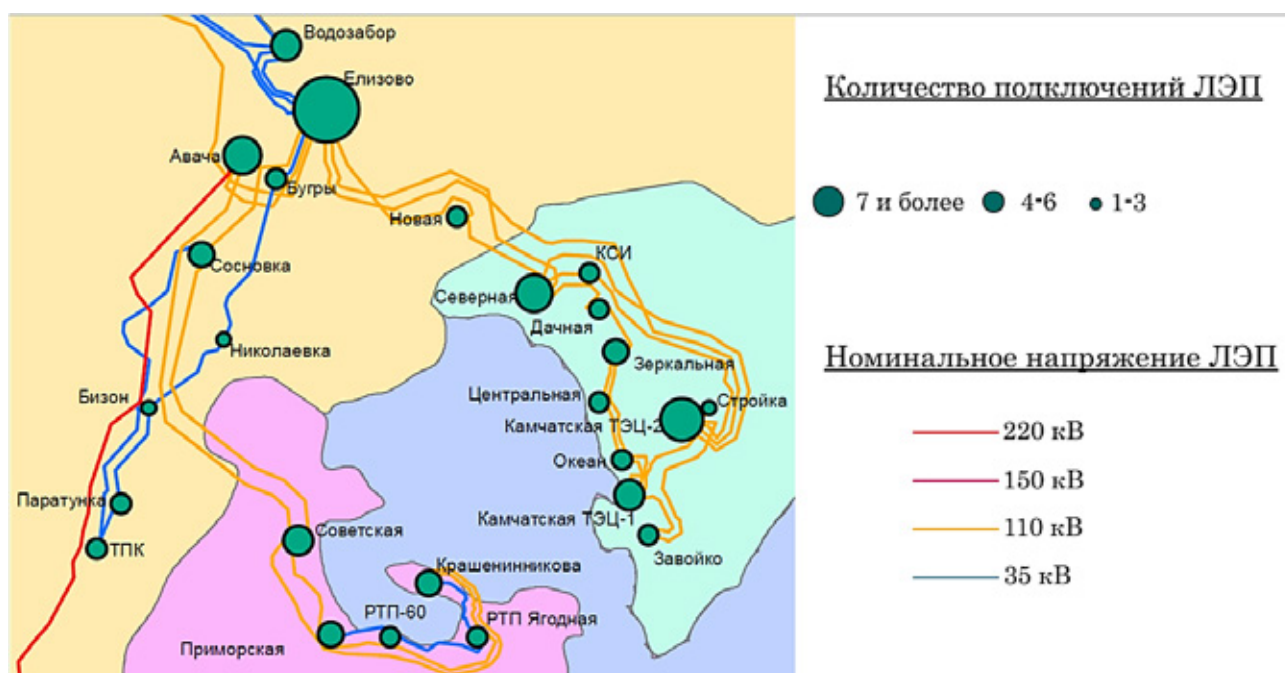 Водозабор
Елизово
Авача
Бугры
Новая
Сосновка
КСИ
Северная
Дачная
Николаевка
Зеркальная
Бизон
Центральная
Стройка
Камчатская ТЭЦ-2
Океан
Паратунка
Камчатская ТЭЦ-1
ТПК
Советская
Завойко
Крашенинникова
РТП-60
РТП Ягодная
Приморская
Количество подключений ЛЭП
7 и более
4-6
1-3
Номинальное напряжение ЛЭП
220 кВ
150 кВ
110 кВ
35 кВ